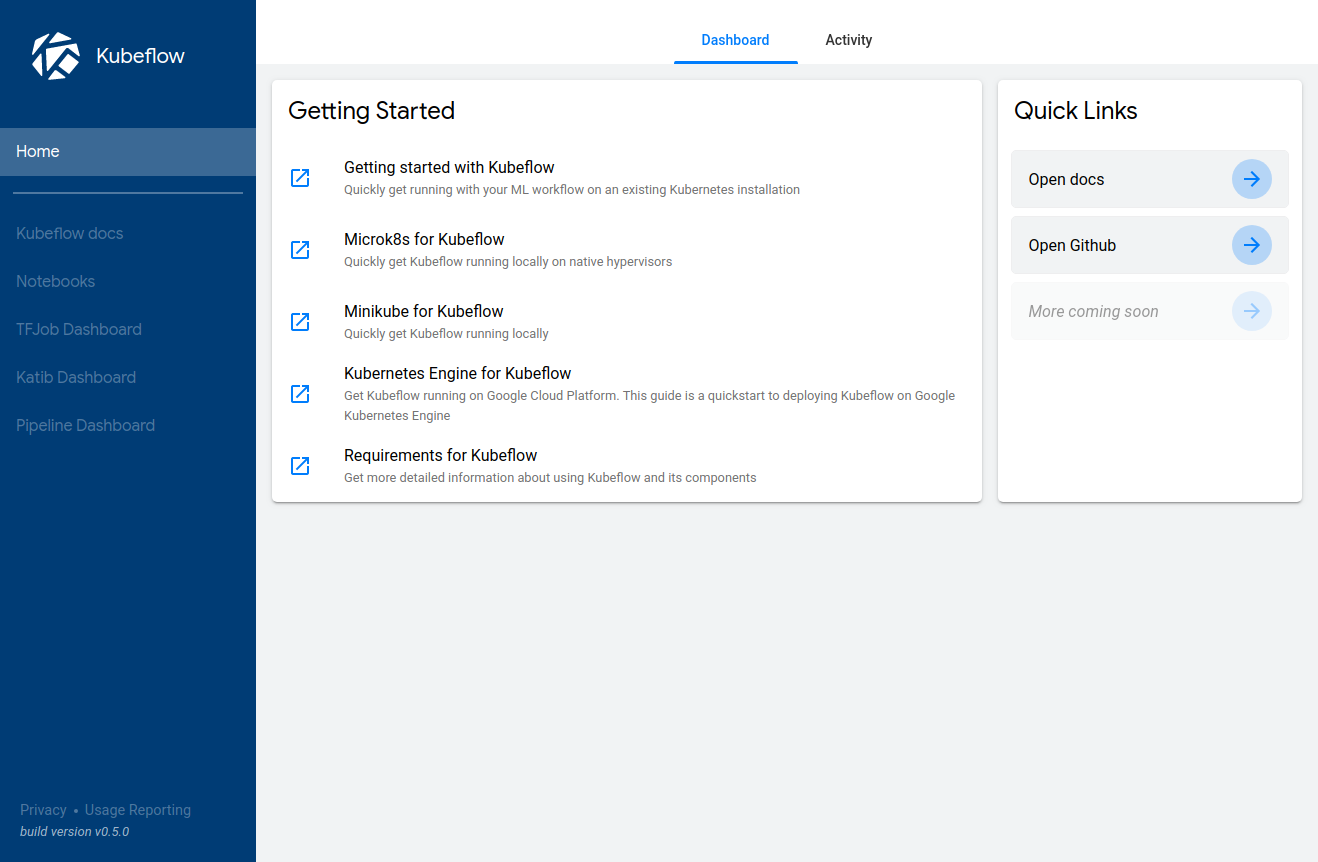 Kubeflow
Home
Kubeflow docs
Notebooks
TFJob Dashboard
Katib Dashboard
Pipeline Dashboard
Privacy • Usage Reporting
build version v0.5.0
Dashboard
Activity
Getting Started
Getting started with Kubeflow
Quickly get running with your ML workflow on an existing Kubernetes installation
Microk8s for Kubeflow
Quickly get Kubeflow running locally on native hypervisors
Minikube for Kubeflow
Quickly get Kubeflow running locally
Kubernetes Engine for Kubeflow
Get Kubeflow running on Google Cloud Platform. This guide is a quickstart to deploying Kubeflow on Google
Kubernetes Engine
Requirements for Kubeflow
Get more detailed information about using Kubeflow and its components
Quick Links
Open docs
Open Github
More coming soon